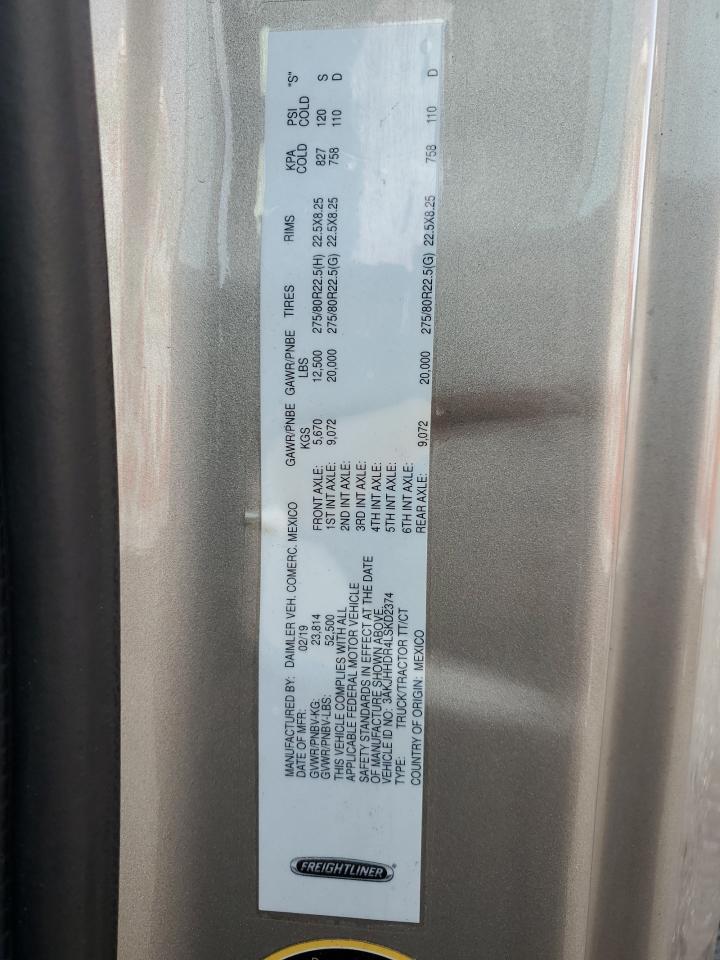 FREIGHTLINER
MANUFACTURED BY: DAIMLER VEH. COMERC. MEXICO
DATE OF MFR: 02/19
GVWR/PNBV-KG: 23,814
GVWR/PNBV-LBS: 52,500
THIS VEHICLE COMPLIES WITH ALL
APPLICABLE FEDERAL MOTOR VEHICLE
SAFETY STANDARDS IN EFFECT AT THE DATE
OF MANUFACTURE SHOWN ABOVE.
VEHICLE ID NO: 3AKJHHDR4LSKD2374
TYPE: TRUCK/TRACTOR TT/CT
COUNTRY OF ORIGIN: MEXICO
GAWR/PNBE GAWR/PNBE TIRES RIMS KPA PSI "S"
KGS LBS COLD COLD
FRONT AXLE: 5,670 12,500 275/80R22.5(H) 22.5X8.25 827 120 S
1ST INT AXLE: 9,072 20,000 275/80R22.5(G) 22.5X8.25 758 110 D
2ND INT AXLE:
3RD INT AXLE:
4TH INT AXLE:
5TH INT AXLE:
6TH INT AXLE:
REAR AXLE: 9,072 20,000 275/80R22.5(G) 22.5X8.25 758 110 D